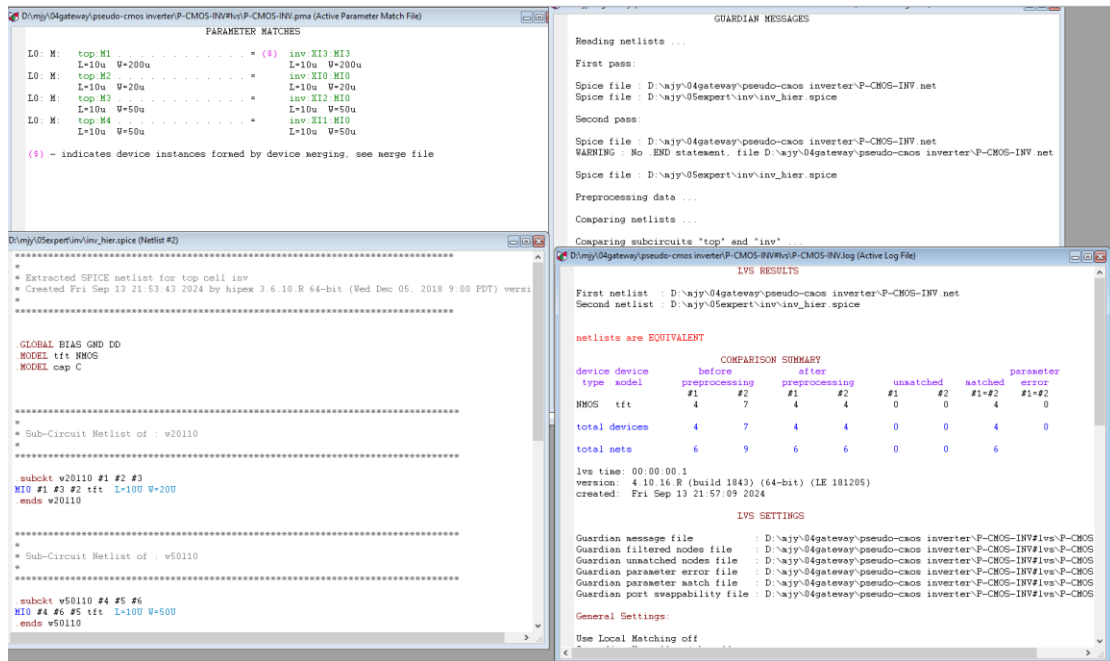 D:\mjy\04gateway\pseudo-cmos inverter\P-CMOS-INV#lvs\P-CMOS-INV.pma (Active Parameter Match File)
PARAMETER MATCHES
L0: M: top:M1 . . . . . . . . . . . . . = ($) inv:XI3:MI3
L=10u W=200u L=10u W=200u
L0: M: top:M2 . . . . . . . . . . . . . = inv:XI0:MI0
L=10u W=20u L=10u W=20u
L0: M: top:M3 . . . . . . . . . . . . . = inv:XI2:MI0
L=10u W=50u L=10u W=50u
L0: M: top:M4 . . . . . . . . . . . . . = inv:XI1:MI0
L=10u W=50u L=10u W=50u
($) - indicates device instances formed by device merging, see merge file
GUARDIAN MESSAGES
Reading netlists ...
First pass:
Spice file : D:\mjy\04gateway\pseudo-cmos inverter\P-CMOS-INV.net
Spice file : D:\mjy\05expert\inv\inv_hier.spice
Second pass:
Spice file : D:\mjy\04gateway\pseudo-cmos inverter\P-CMOS-INV.net
WARNING : No .END statement, file D:\mjy\04gateway\pseudo-cmos inverter\P-CMOS-INV.net
Spice file : D:\mjy\05expert\inv\inv_hier.spice
Preprocessing data ...
Comparing netlists ...
Comparing subcircuits "top" and "inv" ...
D:\mjy\05expert\inv\inv_hier.spice (Netlist #2)
*
* Extracted SPICE netlist for top cell inv
* Created Fri Sep 13 21:53:43 2024 by hipex 3.6.10.R 64-bit (Wed Dec 05, 2018 9:00 PDT) versi
*
.GLOBAL BIAS GND DD
.MODEL tft NMOS
.MODEL cap C
*
* Sub-Circuit Netlist of : w20l10
*
.subckt w20l10 #1 #2 #3
MI0 #1 #3 #2 tft L=10U W=20U
.ends w20l10
*
* Sub-Circuit Netlist of : w50l10
*
.subckt w50l10 #4 #5 #6
MI0 #4 #6 #5 tft L=10U W=50U
.ends w50l10
D:\mjy\04gateway\pseudo-cmos inverter\P-CMOS-INV#lvs\P-CMOS-INV.log (Active Log File)
LVS RESULTS
First netlist : D:\mjy\04gateway\pseudo-cmos inverter\P-CMOS-INV.net
Second netlist : D:\mjy\05expert\inv\inv_hier.spice
netlists are EQUIVALENT
COMPARISON SUMMARY
device device before after parameter
type model preprocessing preprocessing unmatched matched error
#1 #2 #1 #2 #1 #2 #1=#2 #1=#2
NMOS tft 4 7 4 4 0 0 4 0
total devices 4 7 4 4 0 0 4 0
total nets 6 9 6 6 0 0 6
lvs time: 00:00:00.1
version: 4.10.16.R (build 1843) (64-bit) (LE 181205)
created: Fri Sep 13 21:57:09 2024
LVS SETTINGS
Guardian message file : D:\mjy\04gateway\pseudo-cmos inverter\P-CMOS-INV#lvs\P-CMOS
Guardian filtered nodes file : D:\mjy\04gateway\pseudo-cmos inverter\P-CMOS-INV#lvs\P-CMOS
Guardian unmatched nodes file : D:\mjy\04gateway\pseudo-cmos inverter\P-CMOS-INV#lvs\P-CMOS
Guardian parameter error file : D:\mjy\04gateway\pseudo-cmos inverter\P-CMOS-INV#lvs\P-CMOS
Guardian parameter match file : D:\mjy\04gateway\pseudo-cmos inverter\P-CMOS-INV#lvs\P-CMOS
Guardian port swappability file : D:\mjy\04gateway\pseudo-cmos inverter\P-CMOS-INV#lvs\P-CMOS
General Settings:
Use Local Matching off